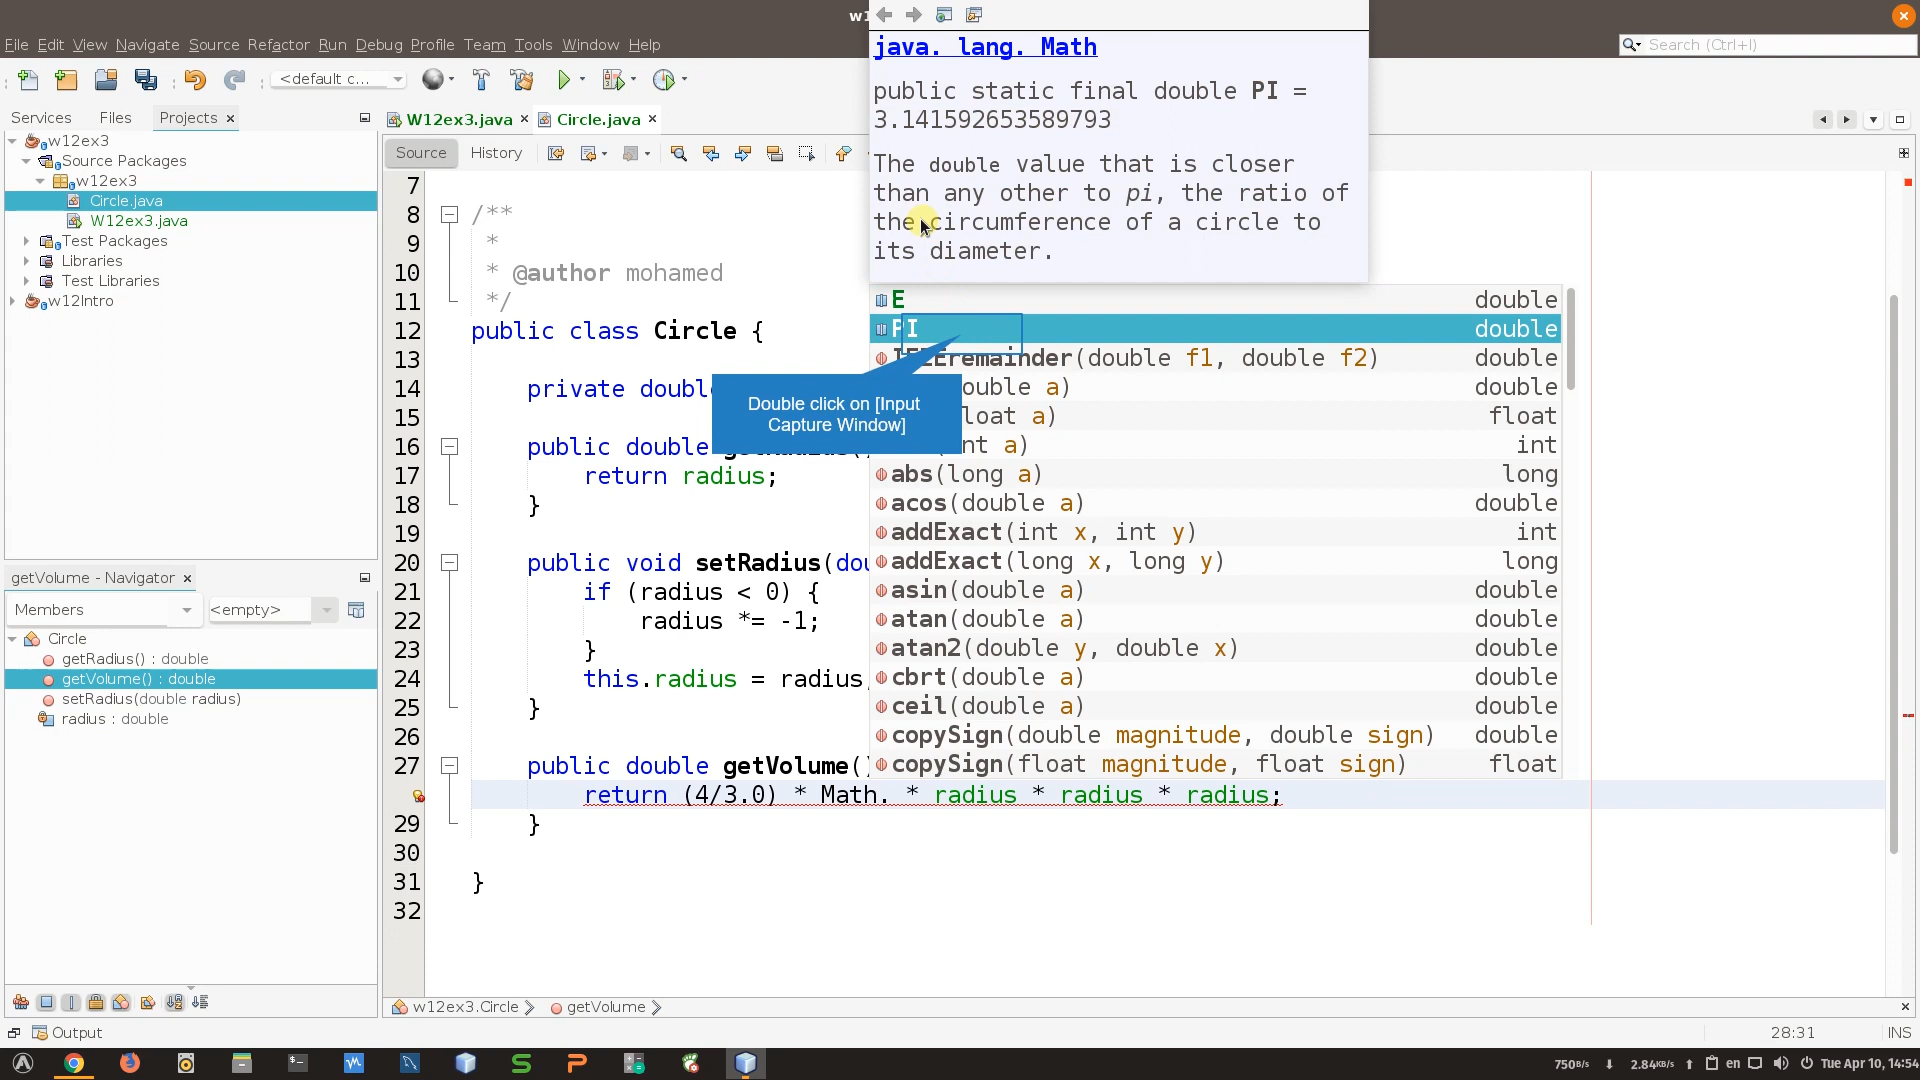 w1
File Edit View Navigate Source Refactor Run Debug Profile Team Tools Window Help
Search (Ctrl+I)
<default c...
Services Files Projects
W12ex3.java Circle.java
Source History
w12ex3
Source Packages
w12ex3
Circle.java
W12ex3.java
Test Packages
Libraries
Test Libraries
w12Intro
java. lang. Math
public static final double PI =
3.141592653589793
The double value that is closer
than any other to pi, the ratio of
the circumference of a circle to
its diameter.
7
8 /**
9 *
10 * @author mohamed
11 */
12 public class Circle {
13
14 private double
15
16 public double getRadius()
17 return radius;
18 }
19
20 public void setRadius(dou
21 if (radius < 0) {
22 radius *= -1;
23 }
24 this.radius = radius
25 }
26
27 public double getVolume()
return (4/3.0) * Math. * radius * radius * radius;
29 }
30
31 }
32
E double
PI double
IEEEremainder(double f1, double f2) double
double a) double
float a) float
int a) int
abs(long a) long
acos(double a) double
addExact(int x, int y) int
addExact(long x, long y) long
asin(double a) double
atan(double a) double
atan2(double y, double x) double
cbrt(double a) double
ceil(double a) double
copySign(double magnitude, double sign) double
copySign(float magnitude, float sign) float
Double click on [Input
Capture Window]
getVolume - Navigator
Members <empty>
Circle
getRadius() : double
getVolume() : double
setRadius(double radius)
radius : double
w12ex3.Circle getVolume
Output
28:31 INS
750B/s 2.84KB/s en Tue Apr 10, 14:54